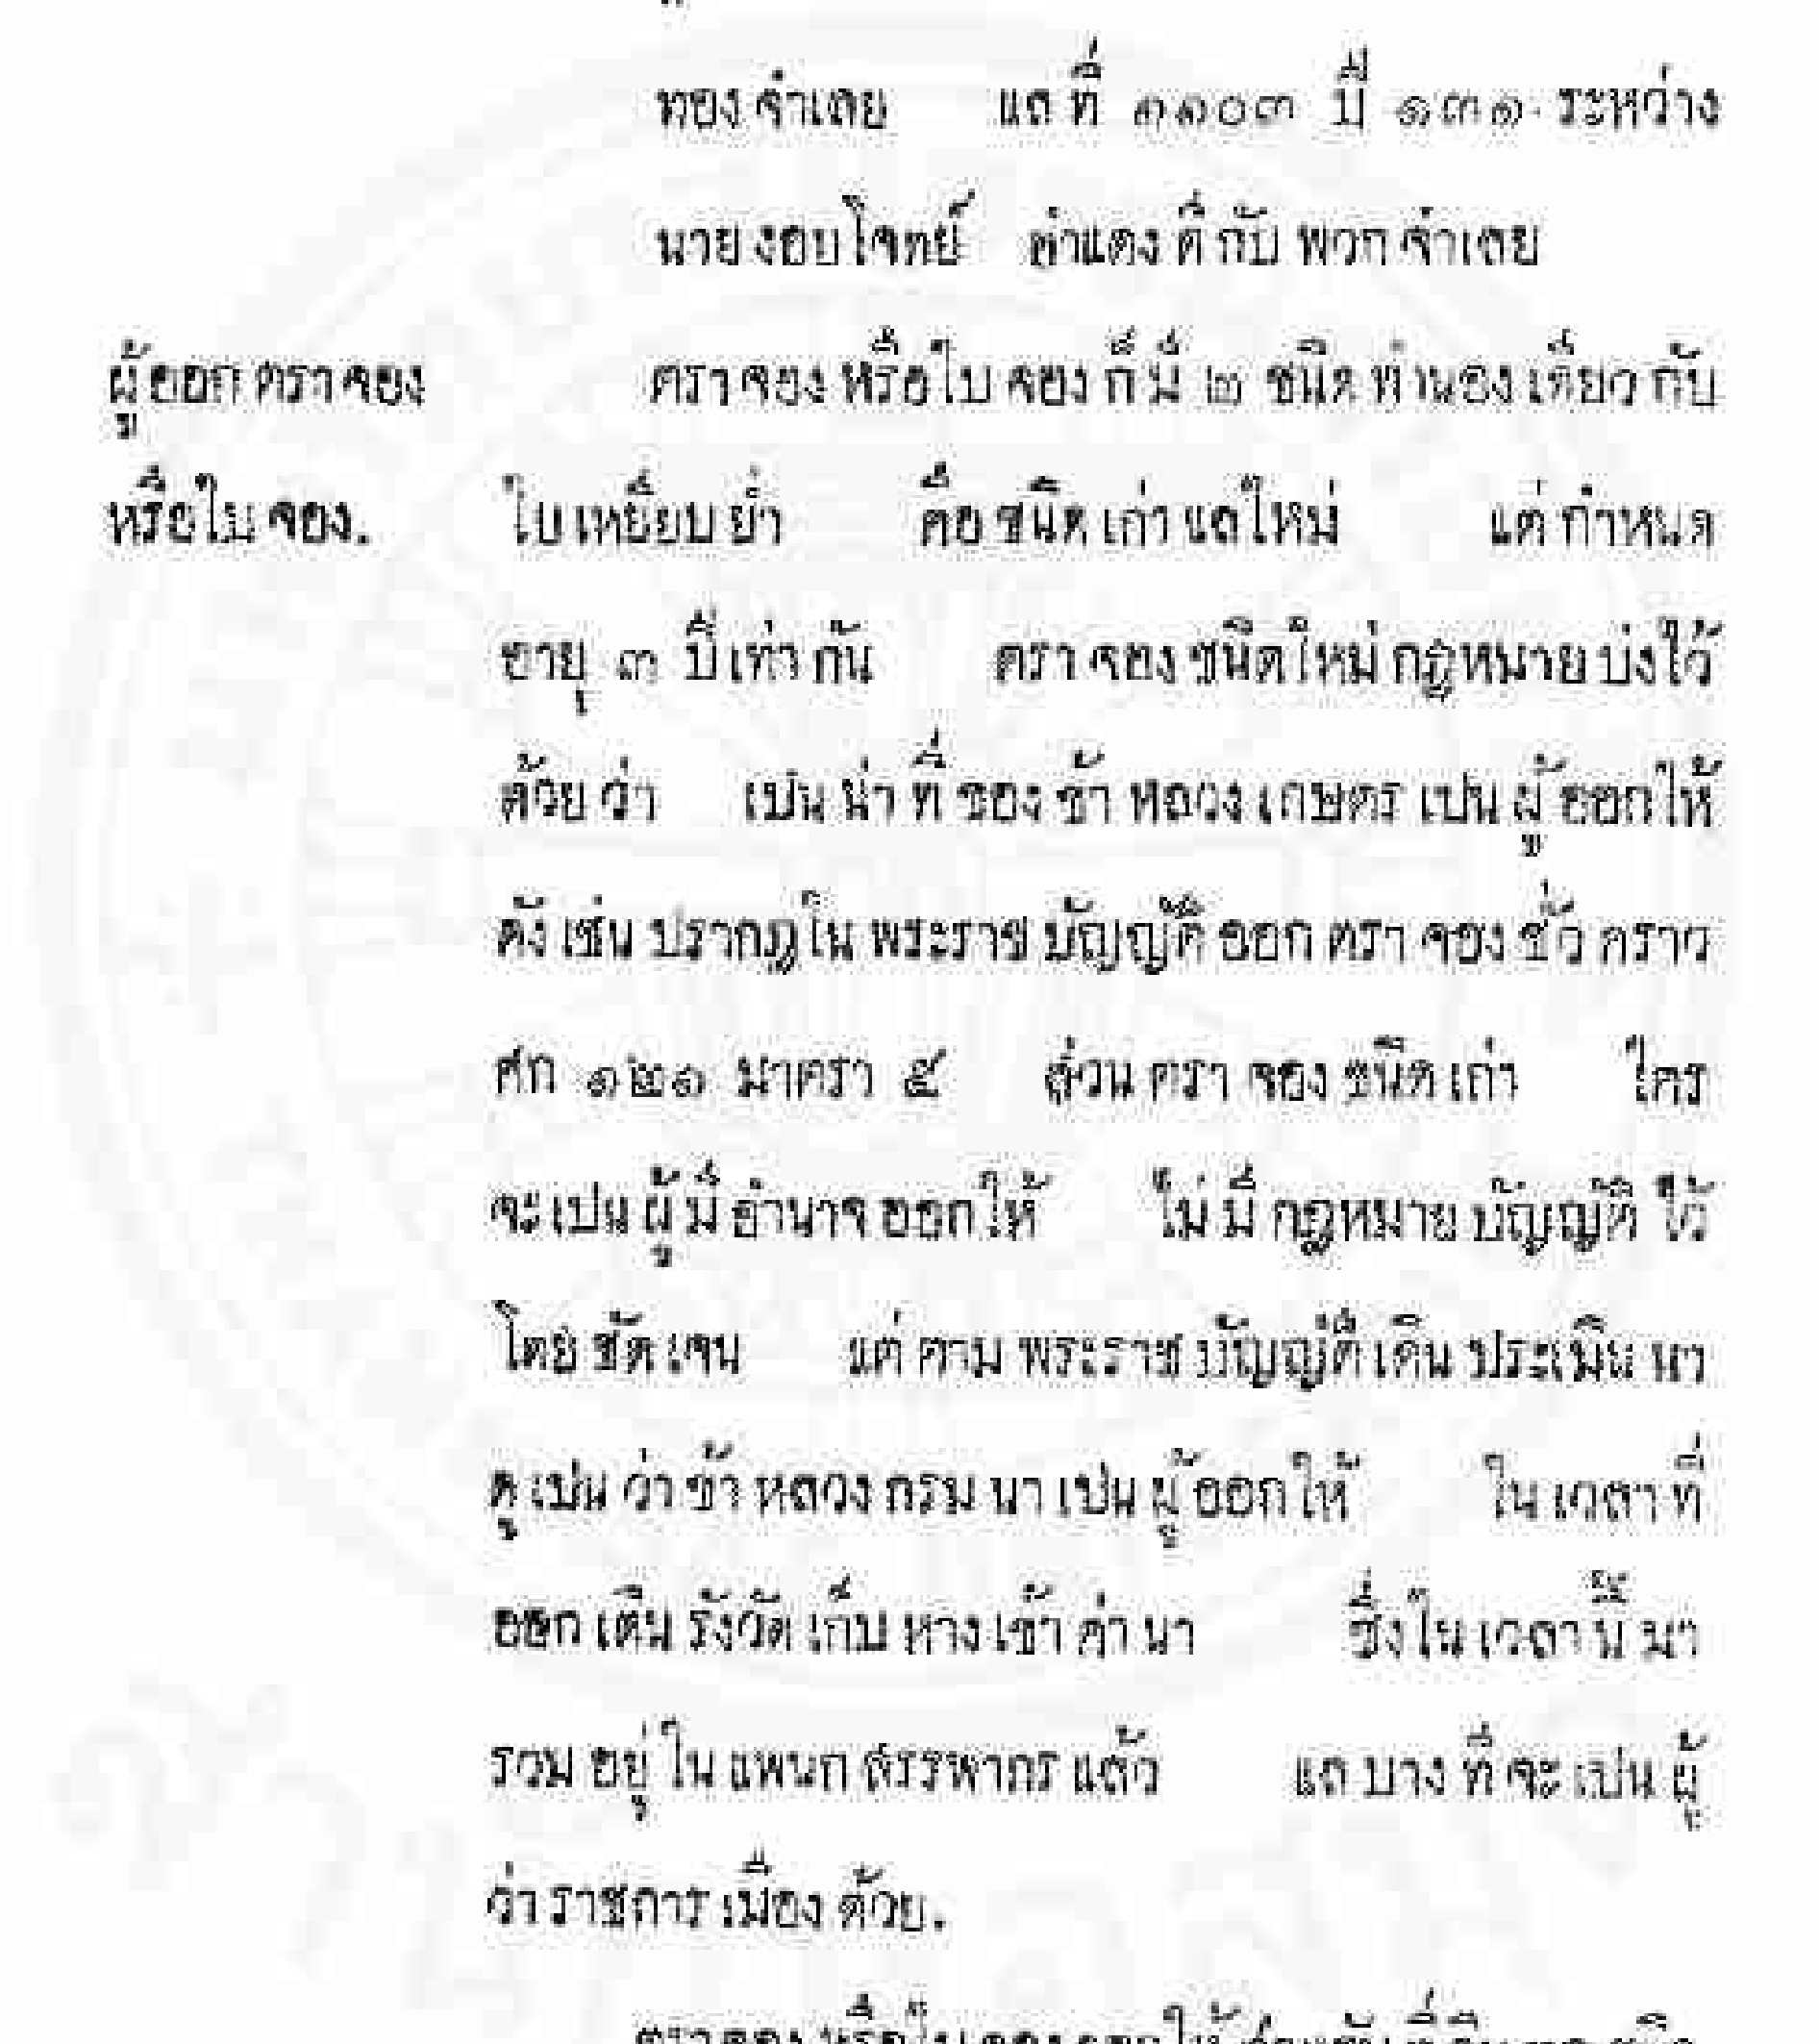 ทองจำเลย แลที่ ๑๑๐๓ ปี ๑๓๑ ระหว่าง
นายงอบโจทย์ อำแดงดีกับพวกจำเลย
ผู้ออกตราจอง
หรือใบจอง.
ตราจองหรือใบจองก็มี ๒ ชนิดทำนองเดียวกับ
ใบเหยียบย่ำ คือชนิดเก่าแลใหม่ แต่กำหนด
อายุ ๓ ปีเท่ากัน ตราจองชนิดใหม่กฎหมายบ่งไว้
ด้วยว่า เปนน่าที่ของข้าหลวงเกษตรเปนผู้ออกให้
ดังเช่นปรากฏในพระราชบัญญัติออกตราจองชั่วคราว
ศก ๑๒๑ มาตรา ๕ ส่วนตราจองชนิดเก่า ใคร
จะเปนผู้มีอำนาจออกให้ ไม่มีกฎหมายบัญญัติไว้
โดยชัดเจน แต่ตามพระราชบัญญัติเดินประเมินนา
ดูเปนว่าข้าหลวงกรมนาเปนผู้ออกให้ ในเวลาที่
ออกเดินรังวัดเก็บหางเข้าค่านา ซึ่งในเวลานี้มา
รวมอยู่ในแพนกสรรพากรแล้ว แลบางทีจะเปนผู้
ว่าราชการเมืองด้วย.